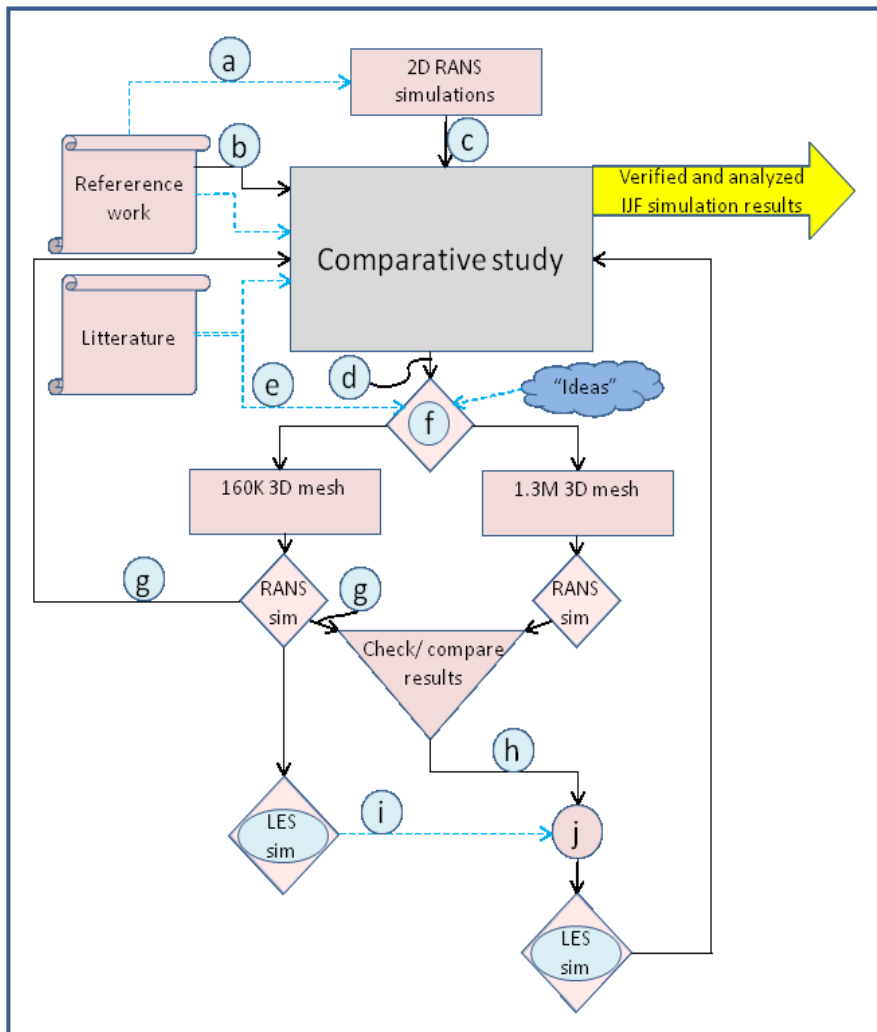 a
2D RANS
simulations
b
c
Refererence
work
Verified and analyzed
IJF simulation results
Comparative study
Litterature
d
e
"Ideas"
f
160K 3D mesh
1.3M 3D mesh
g
RANS
sim
g
RANS
sim
Check/ compare
results
h
LES
sim
i
j
LES
sim